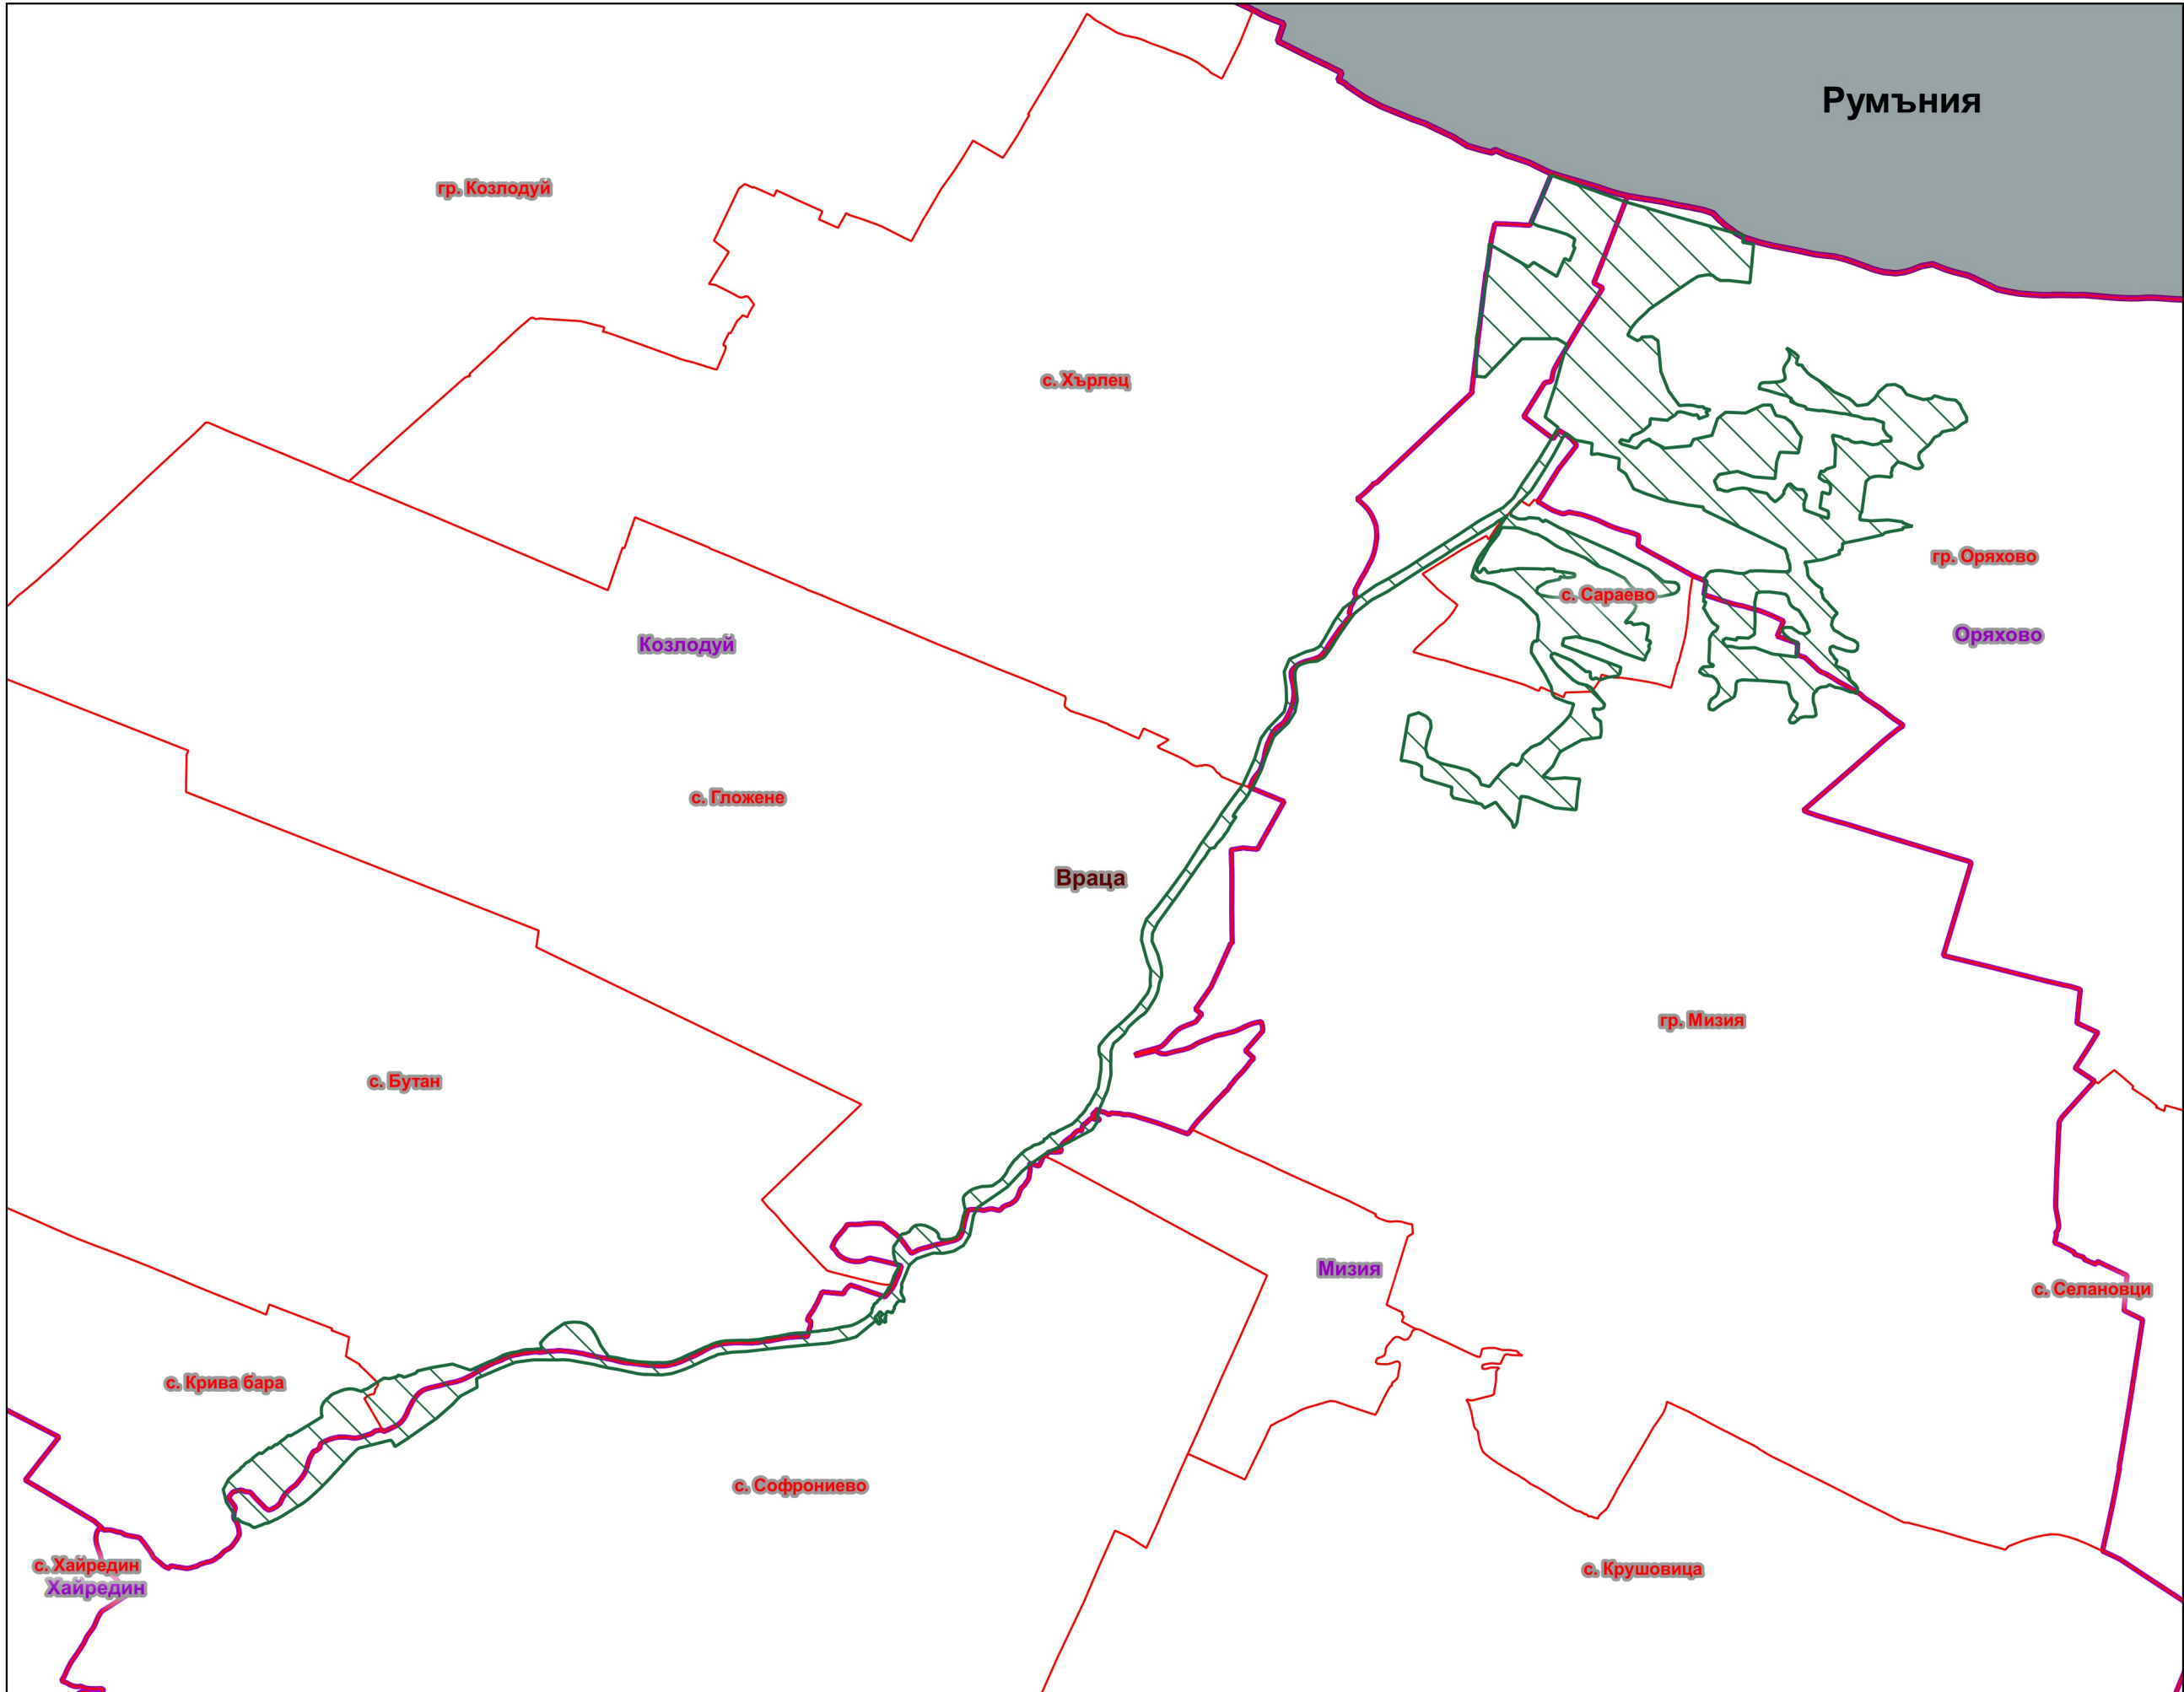 Румъния
гр. Козлодуй
с. Хърлец
гр. Оряхово
с. Сараево
Оряхово
Козлодуй
с. Гложене
Враца
гр. Мизия
с. Бутан
Мизия
с. Селановци
с. Крива бара
с. Софрониево
с. Хайредин
с. Крушовица
Хайредин